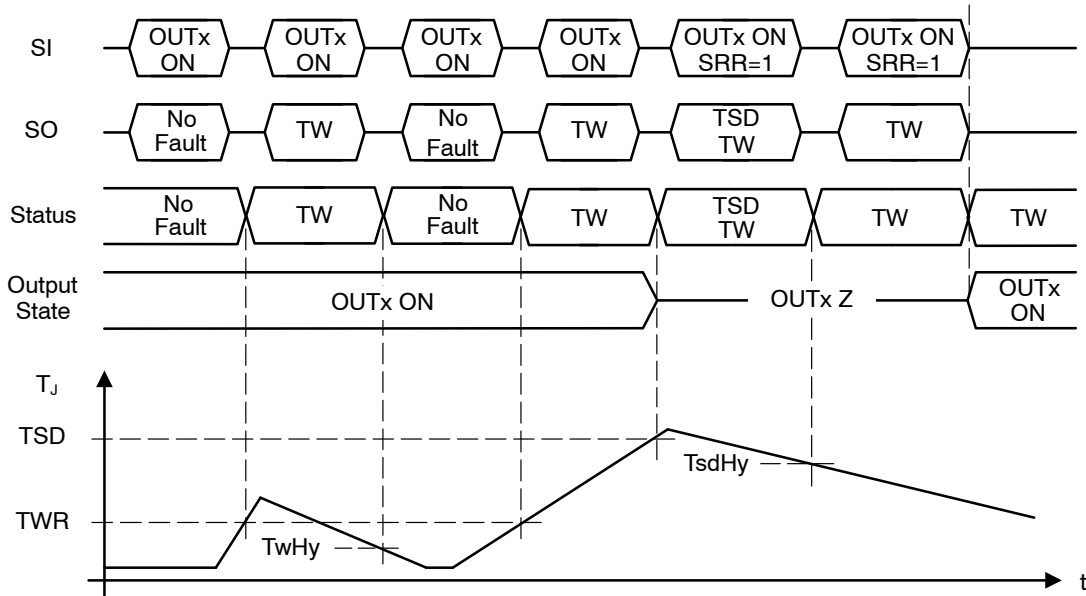 SI
OUTx
ON
OUTx
ON
OUTx
ON
OUTx
ON
OUTx ON
SRR=1
OUTx ON
SRR=1
SO
No
Fault
TW
No
Fault
TW
TSD
TW
TW
Status
No
Fault
TW
No
Fault
TW
TSD
TW
TW
TW
Output
State
OUTx ON
OUTx Z
OUTx
ON
TJ
TSD
TsdHy
TWR
TwHy
t